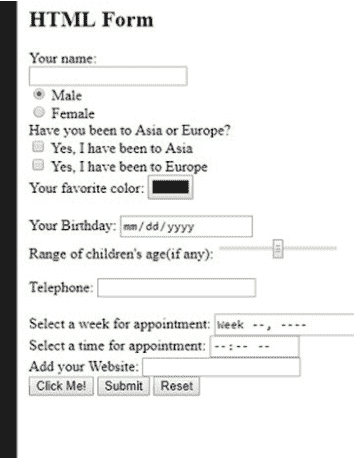 HTML Form
Your name:
Male
Female
Have you been to Asia or Europe?
Yes, I have been to Asia
Yes, I have been to Europe
Your favorite color:
Your Birthday: mm/dd/yyyy
Range of children's age(if any):
Telephone:
Select a week for appointment: Week --, ----
Select a time for appointment: --:-- --
Add your Website:
Click Me! Submit Reset